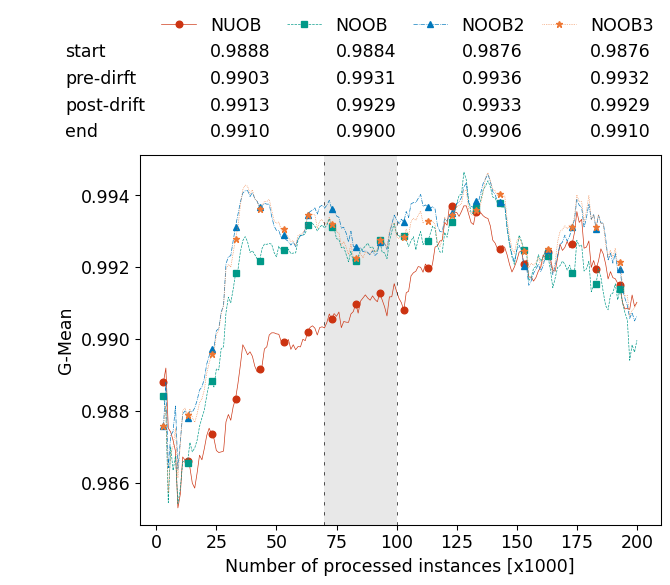 NUOB NOOB NOOB2 NOOB3
start 0.9888 0.9884 0.9876 0.9876
pre-dirft 0.9903 0.9931 0.9936 0.9932
post-drift 0.9913 0.9929 0.9933 0.9929
end 0.9910 0.9900 0.9906 0.9910
0.994
0.992
0.990
0.988
0.986
G-Mean
0 25 50 75 100 125 150 175 200
Number of processed instances [x1000]